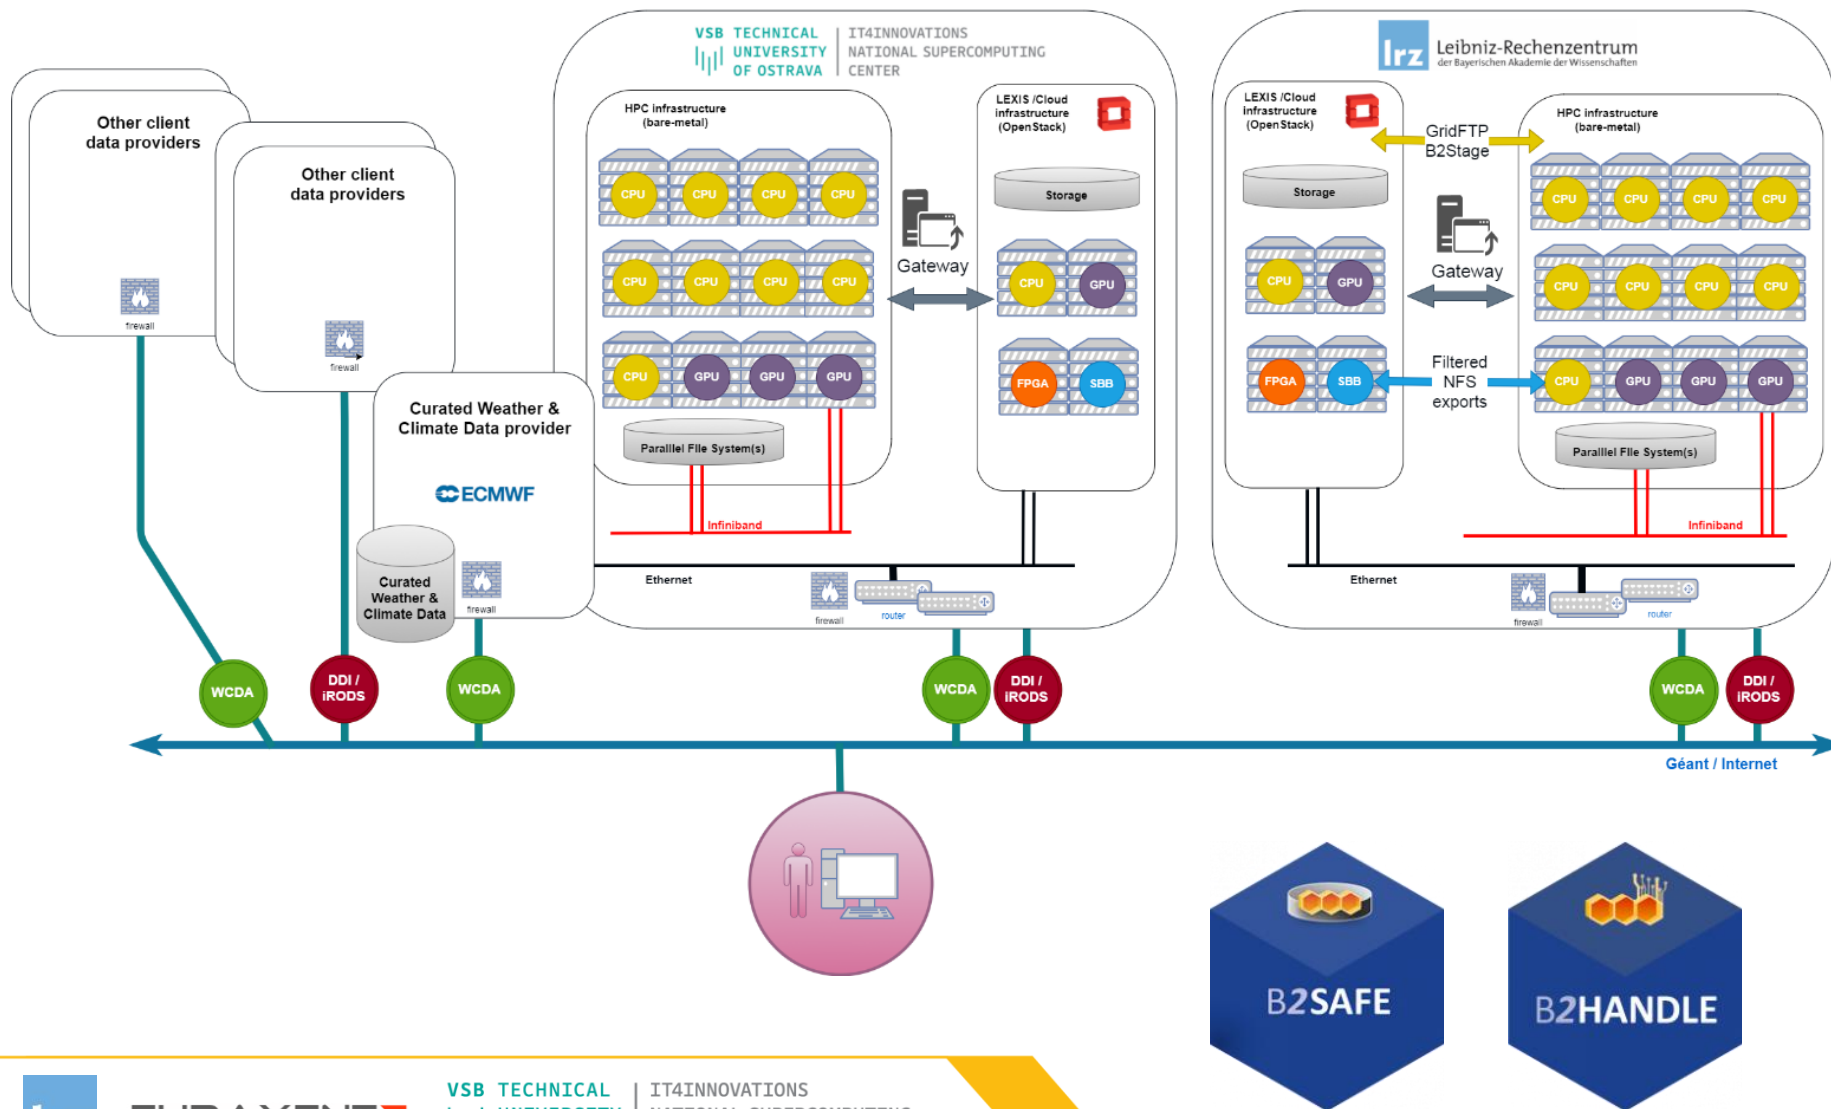 VSB TECHNICAL
UNIVERSITY
OF OSTRAVA
IT4INNOVATIONS
NATIONAL SUPERCOMPUTING
CENTER
lrz
Leibniz-Rechenzentrum
der Bayerischen Akademie der Wissenschaften
Other client
data providers
firewall
Other client
data providers
firewall
Curated Weather &
Climate Data provider
ECMWF
Curated
Weather &
Climate Data
firewall
HPC infrastructure
(bare-metal)
CPU CPU CPU CPU
CPU CPU CPU CPU
CPU GPU GPU GPU
Paralllel File System(s)
Infiniband
Gateway
LEXIS /Cloud
infrastructure
(OpenStack)
Storage
CPU GPU
FPGA SBB
Ethernet
firewall
router
LEXIS /Cloud
infrastructure
(OpenStack)
Storage
CPU GPU
FPGA SBB
GridFTP
B2Stage
Gateway
Filtered
NFS
exports
HPC infrastructure
(bare-metal)
CPU CPU CPU CPU
CPU CPU CPU CPU
CPU GPU GPU GPU
Paralllel File System(s)
Infiniband
Ethernet
firewall
router
WCDA
DDI /
iRODS
WCDA
WCDA
DDI /
iRODS
WCDA
DDI /
iRODS
Géant / Internet
B2SAFE
B2HANDLE
VSB TECHNICAL
UNIVERSITY
IT4INNOVATIONS
NATIONAL SUPERCOMPUTING